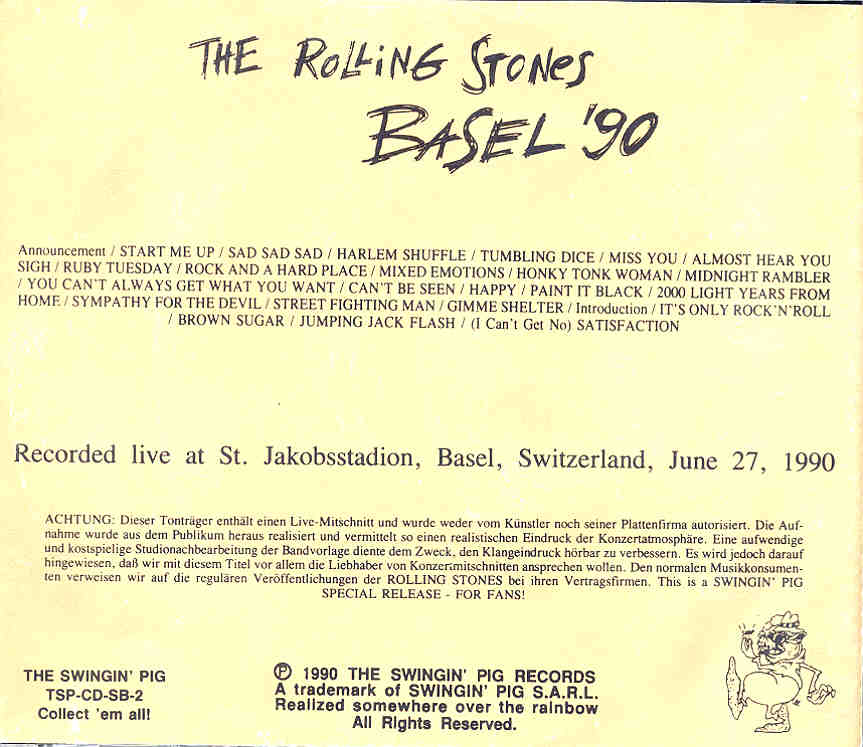 THE ROLLiNG STONES
BASEL '90
Announcement / START ME UP / SAD SAD SAD / HARLEM SHUFFLE / TUMBLING DICE / MISS YOU / ALMOST HEAR YOU
SIGH / RUBY TUESDAY / ROCK AND A HARD PLACE / MIXED EMOTIONS / HONKY TONK WOMAN / MIDNIGHT RAMBLER
/ YOU CAN'T ALWAYS GET WHAT YOU WANT / CAN'T BE SEEN / HAPPY / PAINT IT BLACK / 2000 LIGHT YEARS FROM
HOME / SYMPATHY FOR THE DEVIL / STREET FIGHTING MAN / GIMME SHELTER / Introduction / IT'S ONLY ROCK'N'ROLL
/ BROWN SUGAR / JUMPING JACK FLASH / (I Can't Get No) SATISFACTION
Recorded live at St. Jakobsstadion, Basel, Switzerland, June 27, 1990
ACHTUNG: Dieser Tonträger enthält einen Live-Mitschnitt und wurde weder vom Künstler noch seiner Plattenfirma autorisiert. Die Auf-
nahme wurde aus dem Publikum heraus realisiert und vermittelt so einen realistischen Eindruck der Konzertatmosphäre. Eine aufwendige
und kostspielige Studionachbearbeitung der Bandvorlage diente dem Zweck, den Klangeindruck hörbar zu verbessern. Es wird jedoch darauf
hingewiesen, daß wir mit diesem Titel vor allem die Liebhaber von Konzertmitschnitten ansprechen wollen. Den normalen Musikkonsumen-
ten verweisen wir auf die regulären Veröffentlichungen der ROLLING STONES bei ihren Vertragsfirmen. This is a SWINGIN' PIG
SPECIAL RELEASE - FOR FANS!
THE SWINGIN' PIG
TSP-CD-SB-2
Collect 'em all!
℗ 1990 THE SWINGIN' PIG RECORDS
A trademark of SWINGIN' PIG S.A.R.L.
Realized somewhere over the rainbow
All Rights Reserved.